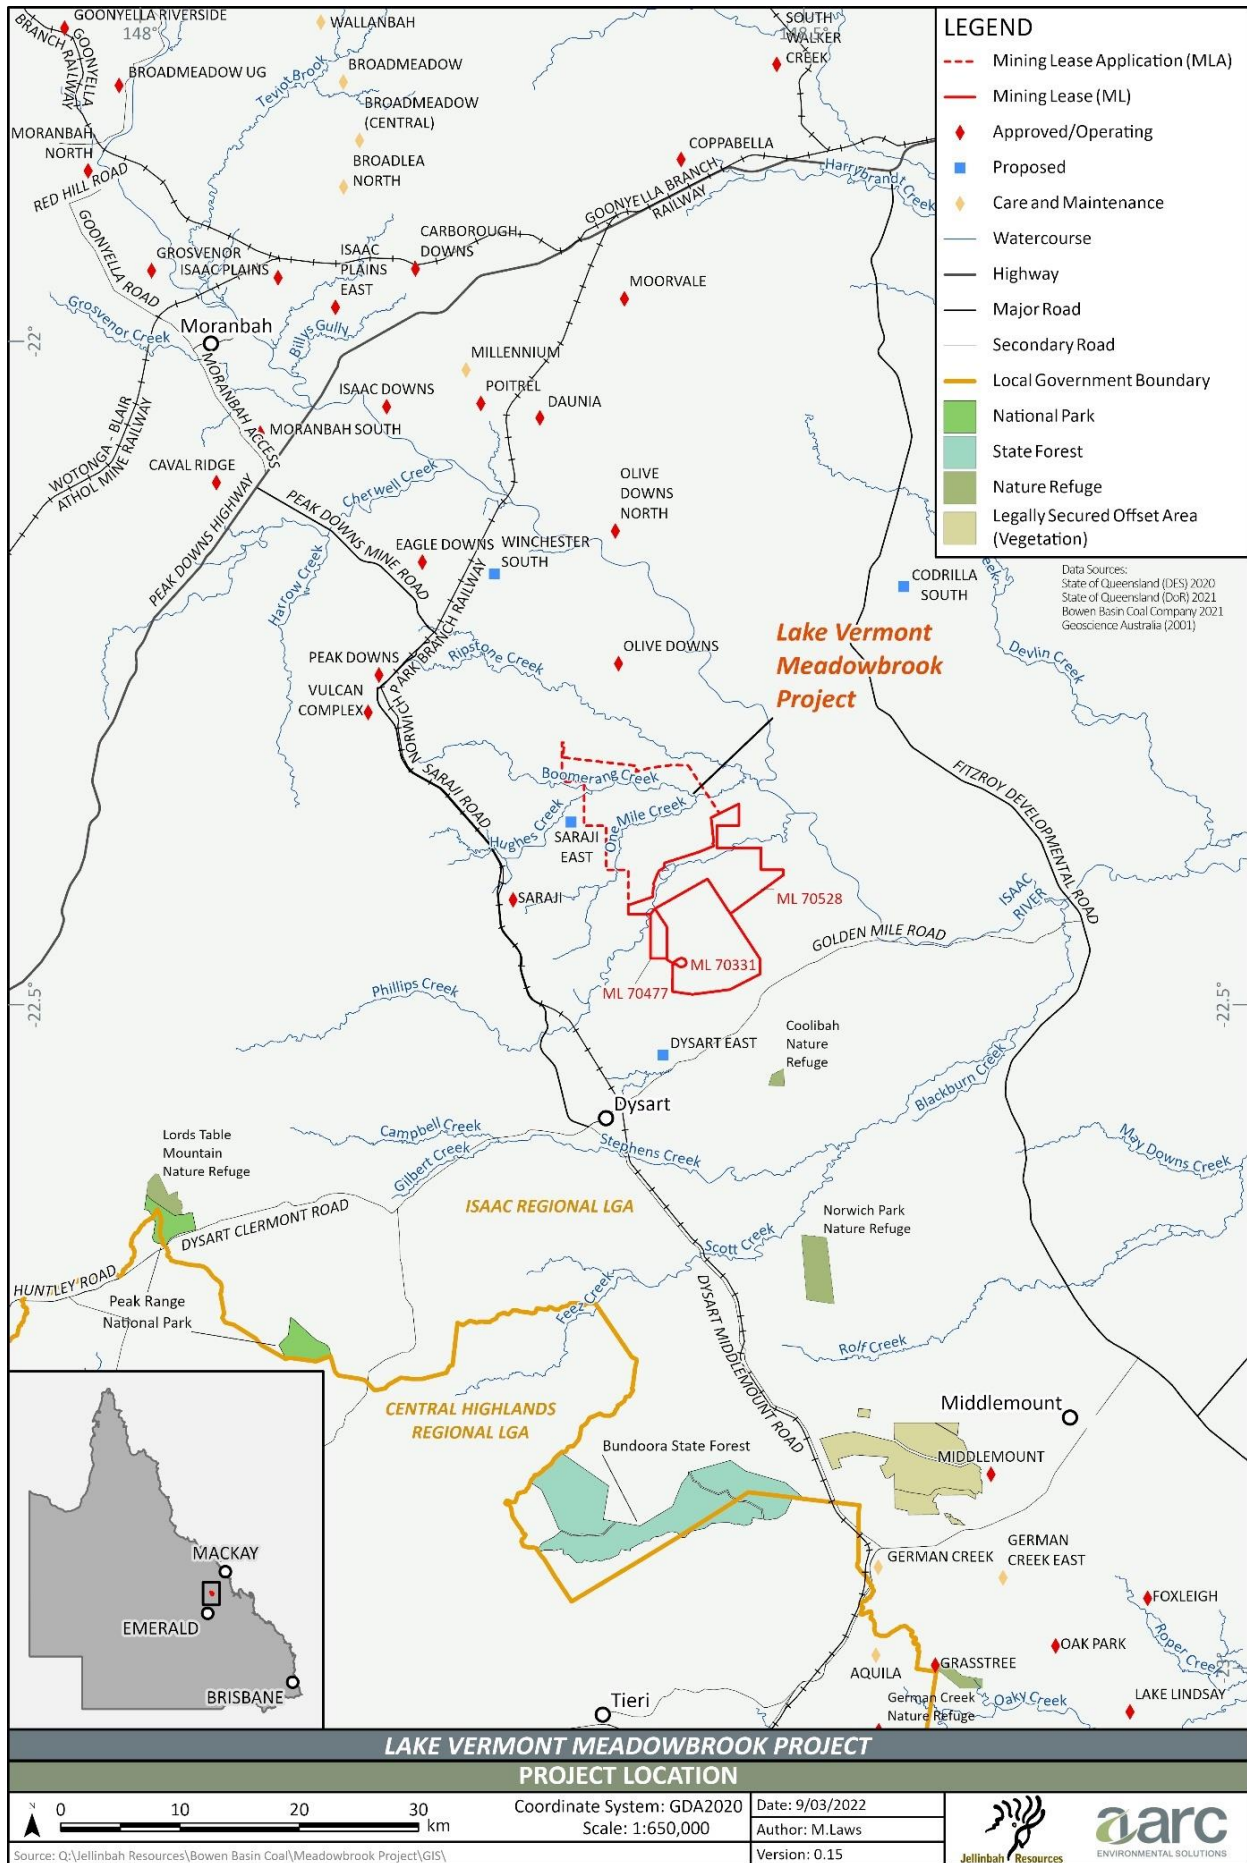 GOONYELLA RIVERSIDE
148°
BRANCH RAILWAY
GOONYELLA
WALLANBAH
SOUTH
WALKER
CREEK
148.5°
BROADMEADOW UG
Teviot Brook
BROADMEADOW
BROADMEADOW
(CENTRAL)
MORANBAH
NORTH
BROADLEA
NORTH
COPPABELLA
RED HILL ROAD
GOONYELLA BRANCH
RAILWAY
Harrybrandt Creek
GOONYELLA ROAD
GROSVENOR
ISAAC PLAINS
ISAAC
PLAINS
EAST
CARBOROUGH
DOWNS
MOORVALE
Grosvenor Creek
-22°
Moranbah
Billys Gully
MILLENNIUM
MORANBAH ACCESS
ISAAC DOWNS
POITREL
DAUNIA
WOTONGA - BLAIR
ATHOL MINE RAILWAY
MORANBAH SOUTH
CAVAL RIDGE
Cherwell Creek
OLIVE
DOWNS
NORTH
PEAK DOWNS HIGHWAY
PEAK DOWNS MINE ROAD
EAGLE DOWNS
WINCHESTER
SOUTH
Harrow Creek
CODRILLA
SOUTH
Creek
Devlin Creek
Ripstone Creek
OLIVE DOWNS
Lake Vermont
Meadowbrook
Project
PEAK DOWNS
VULCAN
COMPLEX
NORWICH PARK BRANCH RAILWAY
SARAJI ROAD
Boomerang Creek
One Mile Creek
Hughes Creek
SARAJI
EAST
FITZROY DEVELOPMENTAL ROAD
SARAJI
ML 70528
ISAAC
RIVER
GOLDEN MILE ROAD
ML 70331
ML 70477
Phillips Creek
-22.5°
-22.5°
Coolibah
Nature
Refuge
DYSART EAST
Blackburn Creek
Dysart
Campbell Creek
Stephens Creek
Gilbert Creek
May Downs Creek
Lords Table
Mountain
Nature Refuge
ISAAC REGIONAL LGA
DYSART CLERMONT ROAD
Norwich Park
Nature Refuge
Scott Creek
HUNTLEY ROAD
Peak Range
National Park
Feez Creek
DYSART MIDDLEMOUNT ROAD
Rolf Creek
CENTRAL HIGHLANDS
REGIONAL LGA
Middlemount
Bundoora State Forest
MIDDLEMOUNT
GERMAN CREEK
GERMAN
CREEK EAST
FOXLEIGH
Roper Creek
OAK PARK
AQUILA
GRASSTREE
-23°
German Creek
Nature Refuge
Oaky Creek
LAKE LINDSAY
Tieri
MACKAY
EMERALD
BRISBANE
LEGEND
Mining Lease Application (MLA)
Mining Lease (ML)
Approved/Operating
Proposed
Care and Maintenance
Watercourse
Highway
Major Road
Secondary Road
Local Government Boundary
National Park
State Forest
Nature Refuge
Legally Secured Offset Area
(Vegetation)
Data Sources:
State of Queensland (DES) 2020
State of Queensland (DoR) 2021
Bowen Basin Coal Company 2021
Geoscience Australia (2001)
LAKE VERMONT MEADOWBROOK PROJECT
PROJECT LOCATION
N
0 10 20 30
km
Coordinate System: GDA2020
Scale: 1:650,000
Date: 9/03/2022
Author: M.Laws
Version: 0.15
Source: Q:\Jellinbah Resources\Bowen Basin Coal\Meadowbrook Project\GIS\
Jellinbah Resources
aarc
ENVIRONMENTAL SOLUTIONS